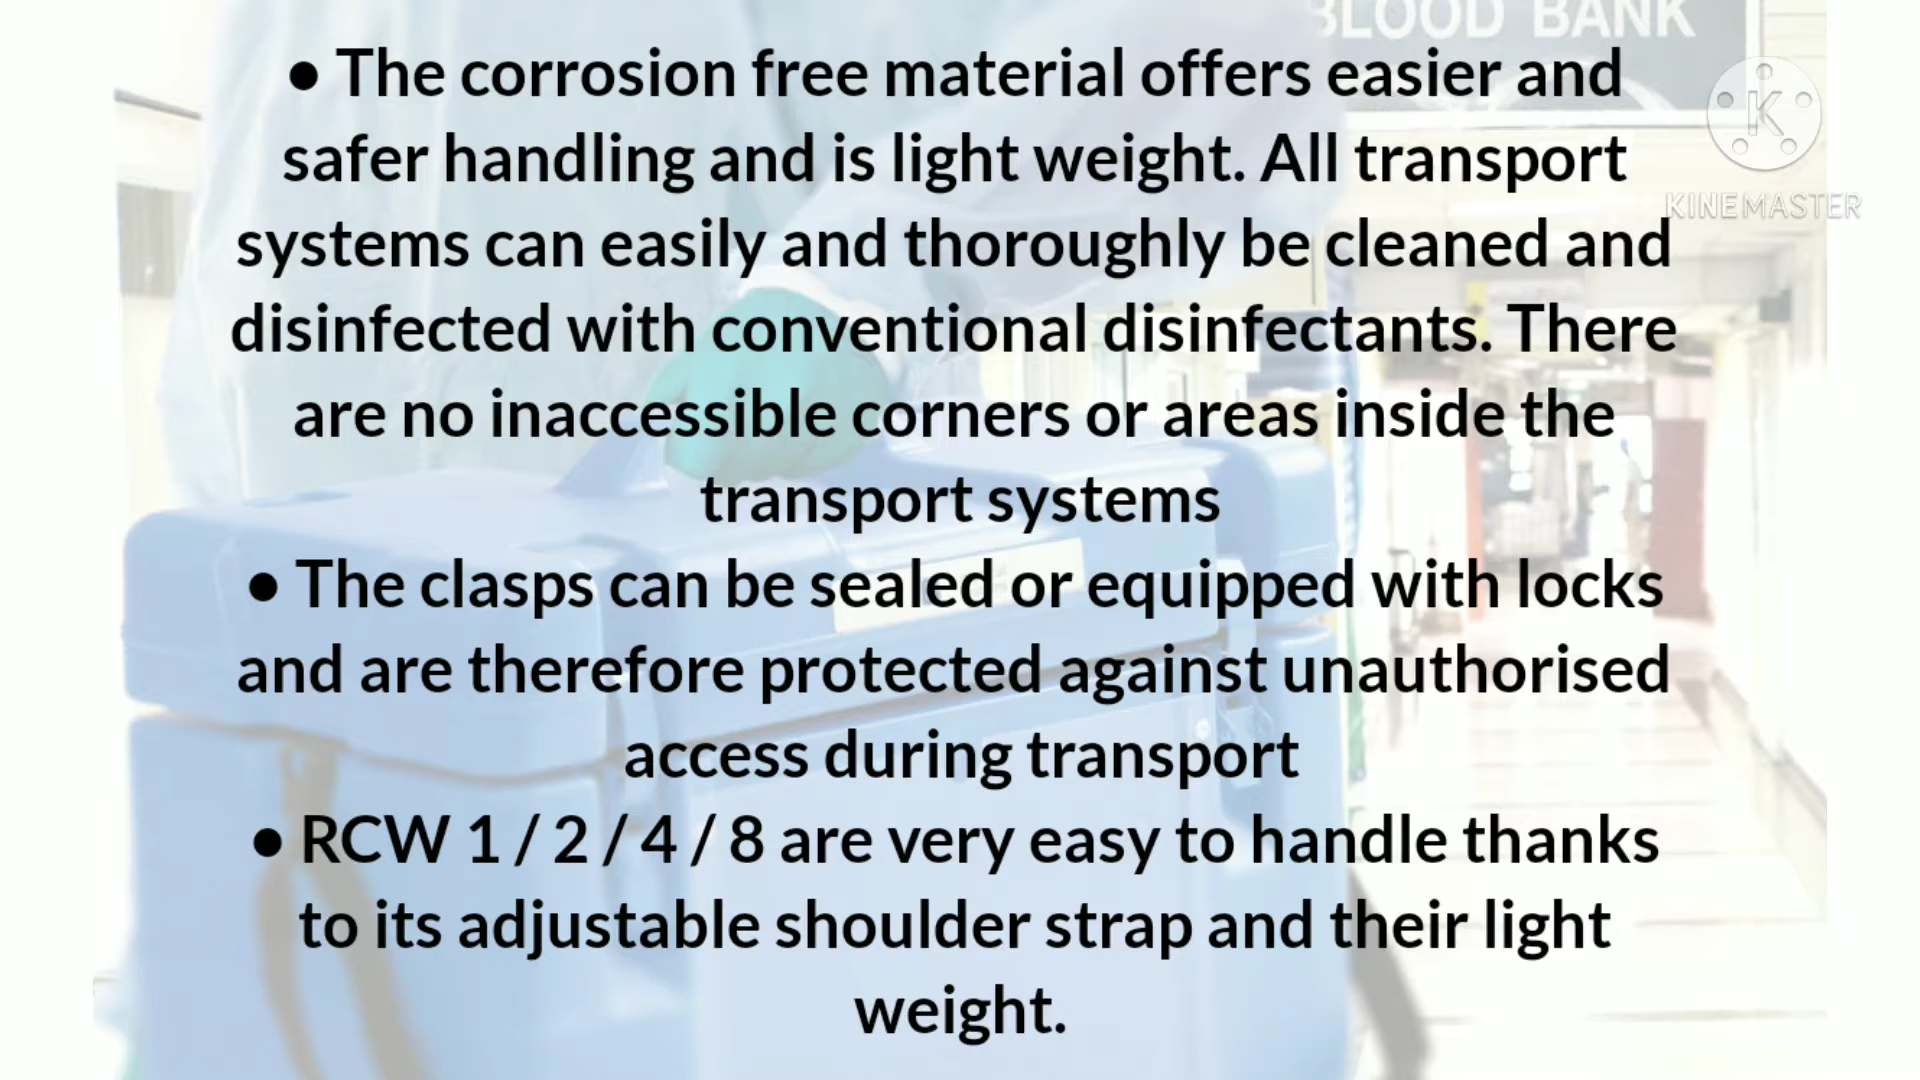 BLOOD BANK
• The corrosion free material offers easier and
safer handling and is light weight. All transport
systems can easily and thoroughly be cleaned and
disinfected with conventional disinfectants. There
are no inaccessible corners or areas inside the
transport systems
• The clasps can be sealed or equipped with locks
and are therefore protected against unauthorised
access during transport
• RCW 1 / 2 / 4 / 8 are very easy to handle thanks
to its adjustable shoulder strap and their light
weight.
K
KINEMASTER